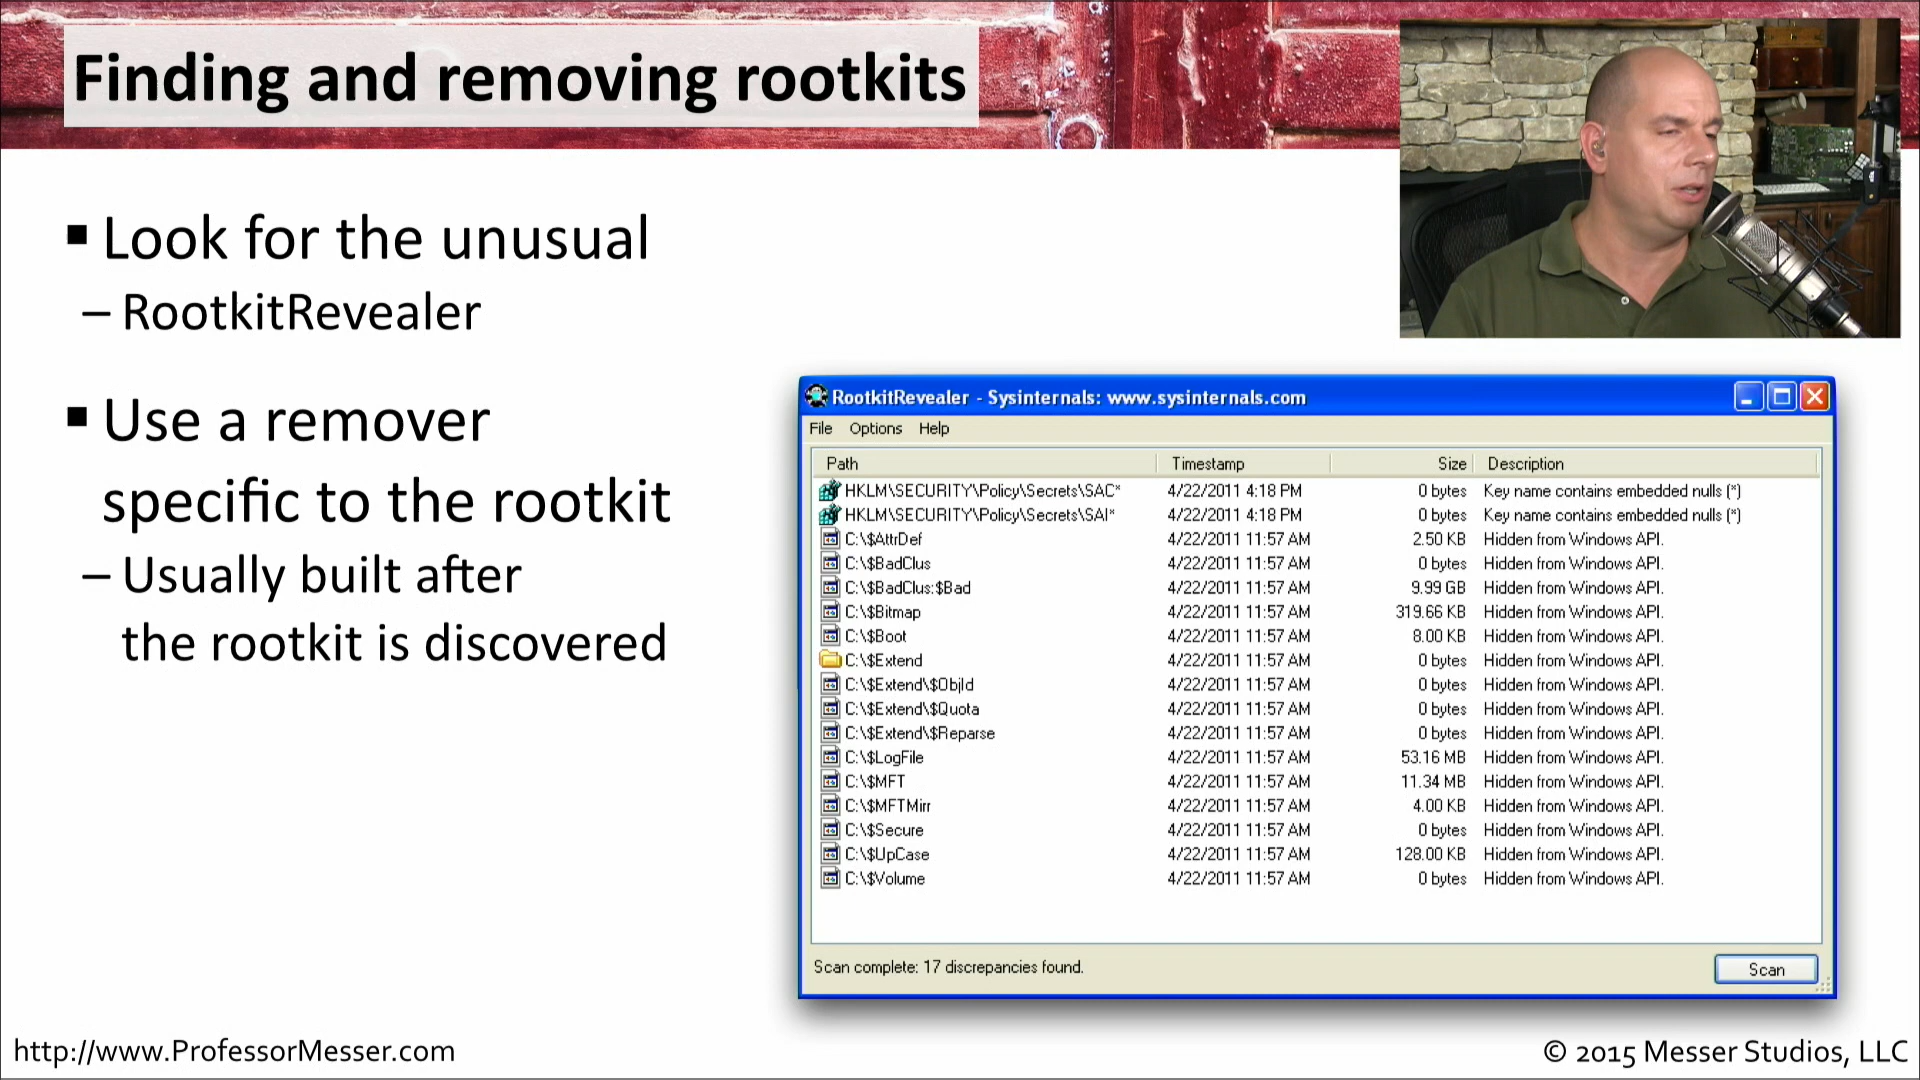 Finding and removing rootkits
▪ Look for the unusual
– RootkitRevealer
▪ Use a remover
specific to the rootkit
– Usually built after
the rootkit is discovered
RootkitRevealer - Sysinternals: www.sysinternals.com
File Options Help
Path Timestamp Size Description
HKLM\SECURITY\Policy\Secrets\SAC* 4/22/2011 4:18 PM 0 bytes Key name contains embedded nulls (*)
HKLM\SECURITY\Policy\Secrets\SAI* 4/22/2011 4:18 PM 0 bytes Key name contains embedded nulls (*)
C:\$AttrDef 4/22/2011 11:57 AM 2.50 KB Hidden from Windows API.
C:\$BadClus 4/22/2011 11:57 AM 0 bytes Hidden from Windows API.
C:\$BadClus:$Bad 4/22/2011 11:57 AM 9.99 GB Hidden from Windows API.
C:\$Bitmap 4/22/2011 11:57 AM 319.66 KB Hidden from Windows API.
C:\$Boot 4/22/2011 11:57 AM 8.00 KB Hidden from Windows API.
C:\$Extend 4/22/2011 11:57 AM 0 bytes Hidden from Windows API.
C:\$Extend\$ObjId 4/22/2011 11:57 AM 0 bytes Hidden from Windows API.
C:\$Extend\$Quota 4/22/2011 11:57 AM 0 bytes Hidden from Windows API.
C:\$Extend\$Reparse 4/22/2011 11:57 AM 0 bytes Hidden from Windows API.
C:\$LogFile 4/22/2011 11:57 AM 53.16 MB Hidden from Windows API.
C:\$MFT 4/22/2011 11:57 AM 11.34 MB Hidden from Windows API.
C:\$MFTMirr 4/22/2011 11:57 AM 4.00 KB Hidden from Windows API.
C:\$Secure 4/22/2011 11:57 AM 0 bytes Hidden from Windows API.
C:\$UpCase 4/22/2011 11:57 AM 128.00 KB Hidden from Windows API.
C:\$Volume 4/22/2011 11:57 AM 0 bytes Hidden from Windows API.
Scan complete: 17 discrepancies found.
Scan
http://www.ProfessorMesser.com
© 2015 Messer Studios, LLC